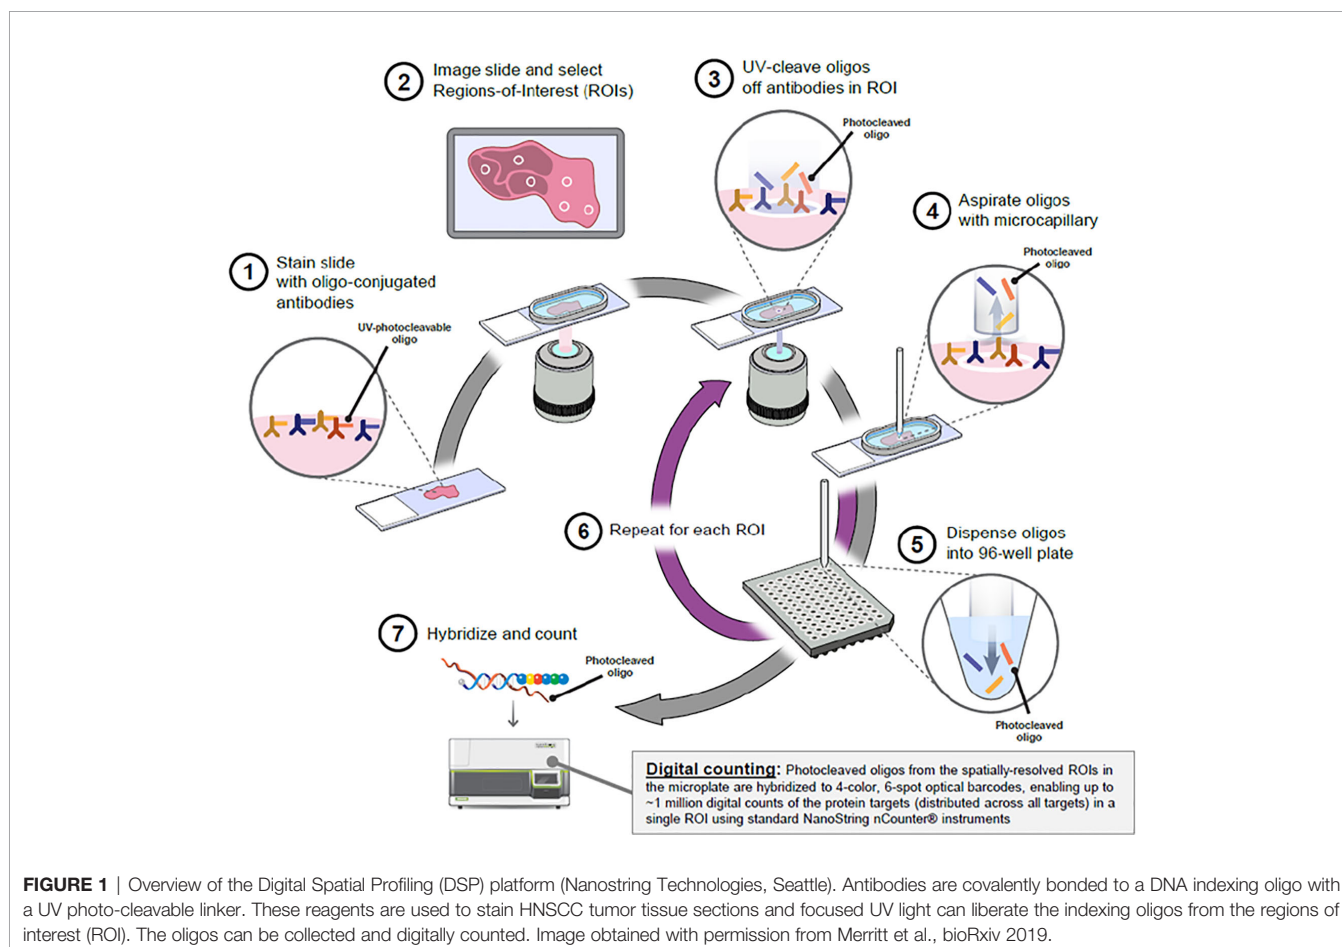 1
Stain slide
with oligo-conjugated
antibodies
UV-photocleavable
oligo
2
Image slide and select
Regions-of-Interest (ROIs)
3
UV-cleave oligos
off antibodies in ROI
Photocleaved
oligo
4
Aspirate oligos
with microcapillary
Photocleaved
oligo
5
Dispense oligos
into 96-well plate
Photocleaved
oligo
6
Repeat for each ROI
7
Hybridize and count
Photocleaved
oligo
Digital counting: Photocleaved oligos from the spatially-resolved ROIs in
the microplate are hybridized to 4-color, 6-spot optical barcodes, enabling up to
~1 million digital counts of the protein targets (distributed across all targets) in a
single ROI using standard NanoString nCounter® instruments
FIGURE 1 | Overview of the Digital Spatial Profiling (DSP) platform (Nanostring Technologies, Seattle). Antibodies are covalently bonded to a DNA indexing oligo with
a UV photo-cleavable linker. These reagents are used to stain HNSCC tumor tissue sections and focused UV light can liberate the indexing oligos from the regions of
interest (ROI). The oligos can be collected and digitally counted. Image obtained with permission from Merritt et al., bioRxiv 2019.